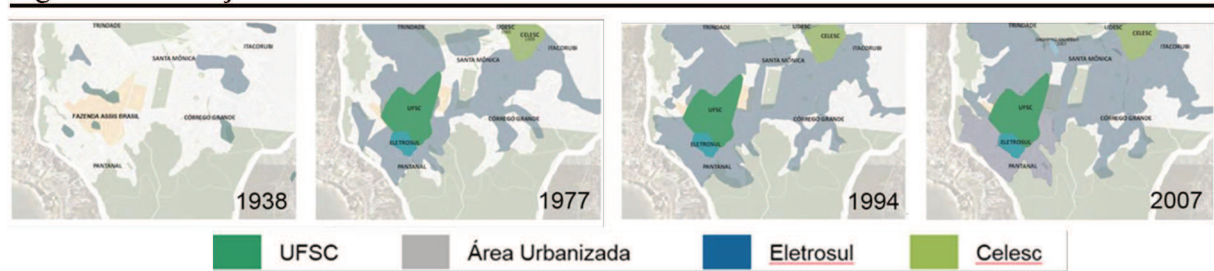 TRINDADE
ITACORUBI
SANTA MÔNICA
FAZENDA ASSIS BRASIL
CÓRREGO GRANDE
PANTANAL
1938
TRINDADE
UDESC
CELESC
ITACORUBI
SANTA MÔNICA
UFSC
CÓRREGO GRANDE
ELETROSUL
PANTANAL
1977
TRINDADE
UDESC
CELESC
ITACORUBI
SANTA MÔNICA
UFSC
CÓRREGO GRANDE
ELETROSUL
PANTANAL
1994
TRINDADE
UDESC
CELESC
ITACORUBI
SANTA MÔNICA
UFSC
CÓRREGO GRANDE
ELETROSUL
PANTANAL
2007
UFSC
Área Urbanizada
Eletrosul
Celesc